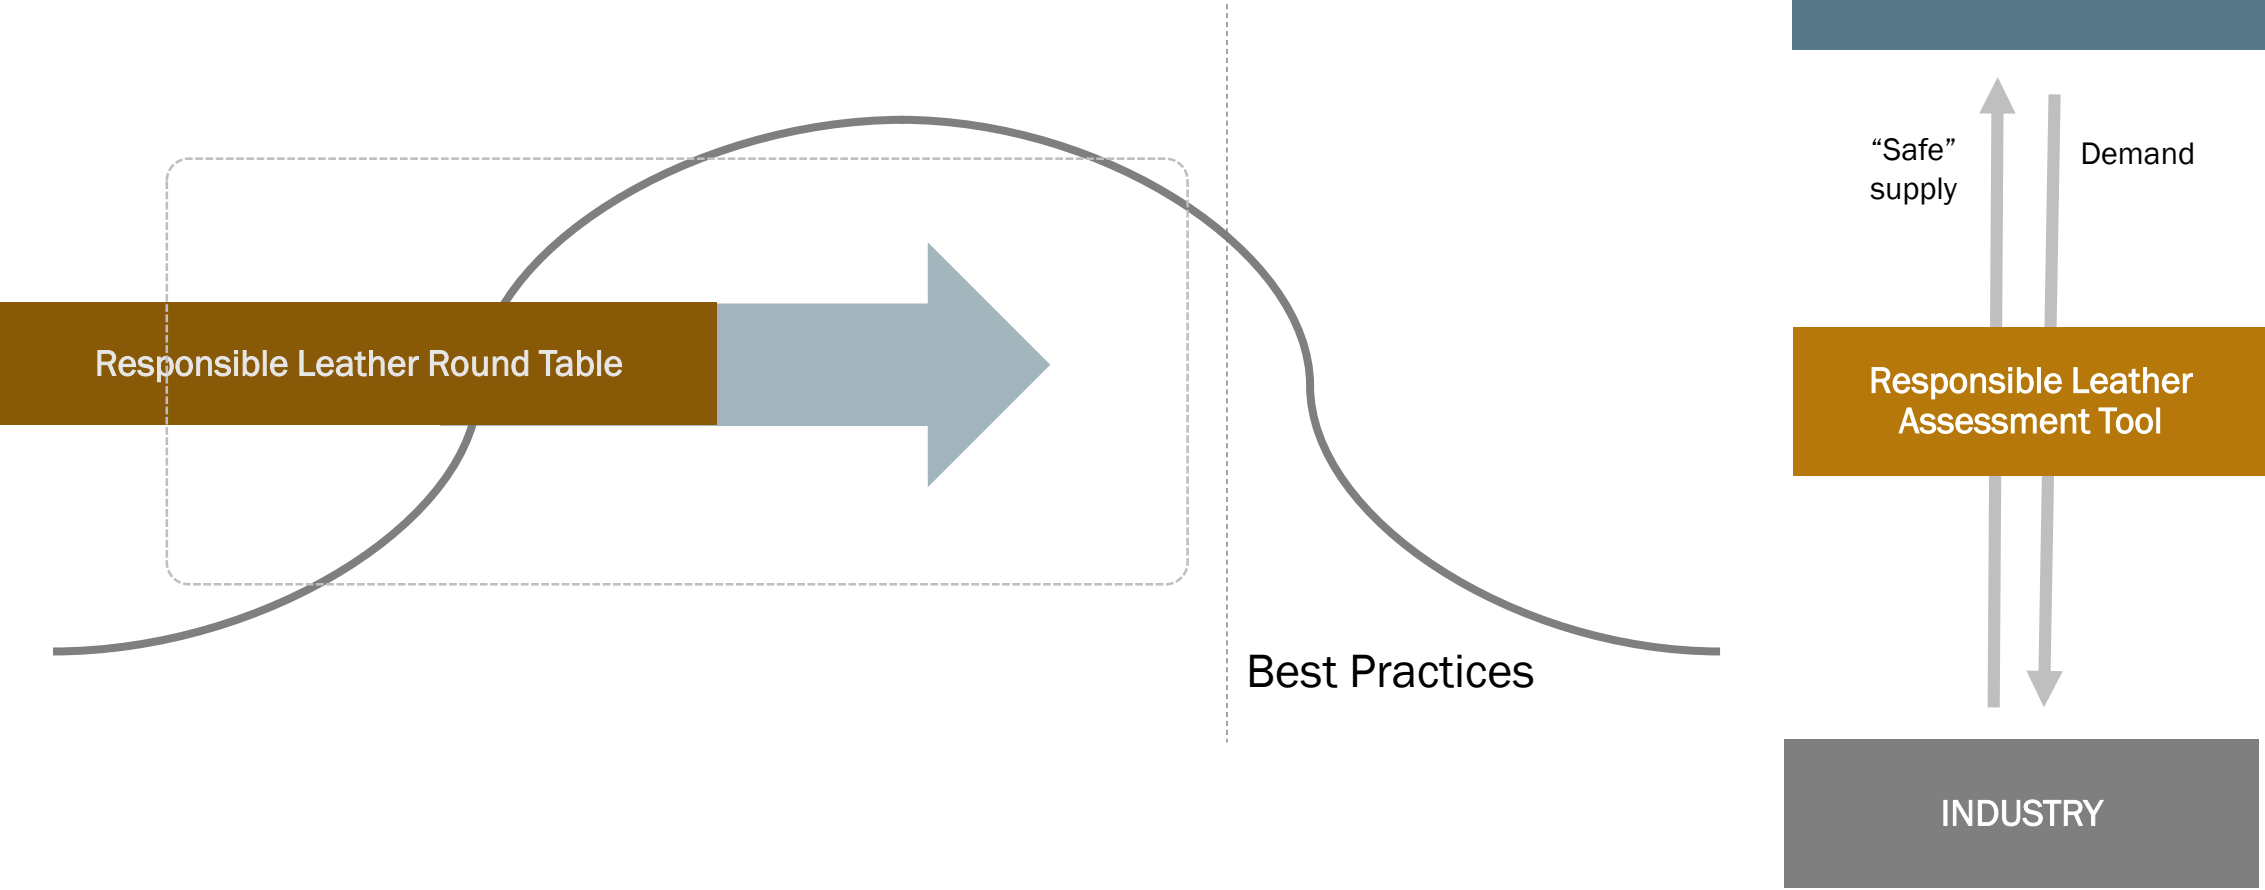 Responsible Leather Round Table
Best Practices
“Safe”
supply
Demand
Responsible Leather
Assessment Tool
INDUSTRY